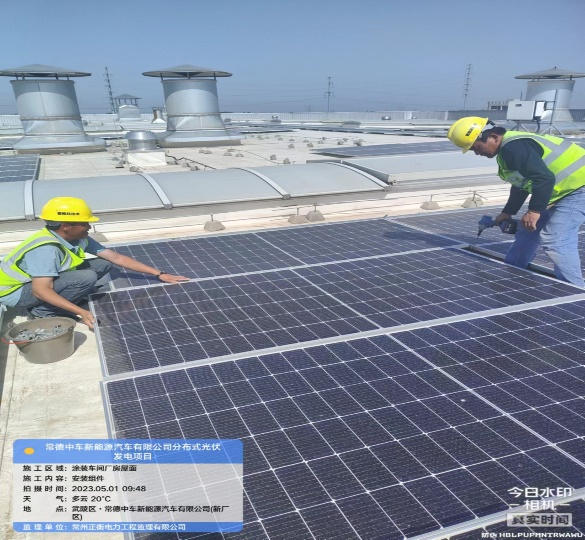 常德中车新能源汽车有限公司分布式光伏
发电项目
施工区域：涂装车间厂房屋面
施工内容：安装组件
拍摄时间：2023.05.01 09:48
天 气：多云 20°C
地 点：武陵区·常德中车新能源汽车有限公司(新厂
区)
监理单位：常州正衡电力工程监理有限公司
今日水印
相机
真实时间
防伪 HBLPUPMNTRWAWL